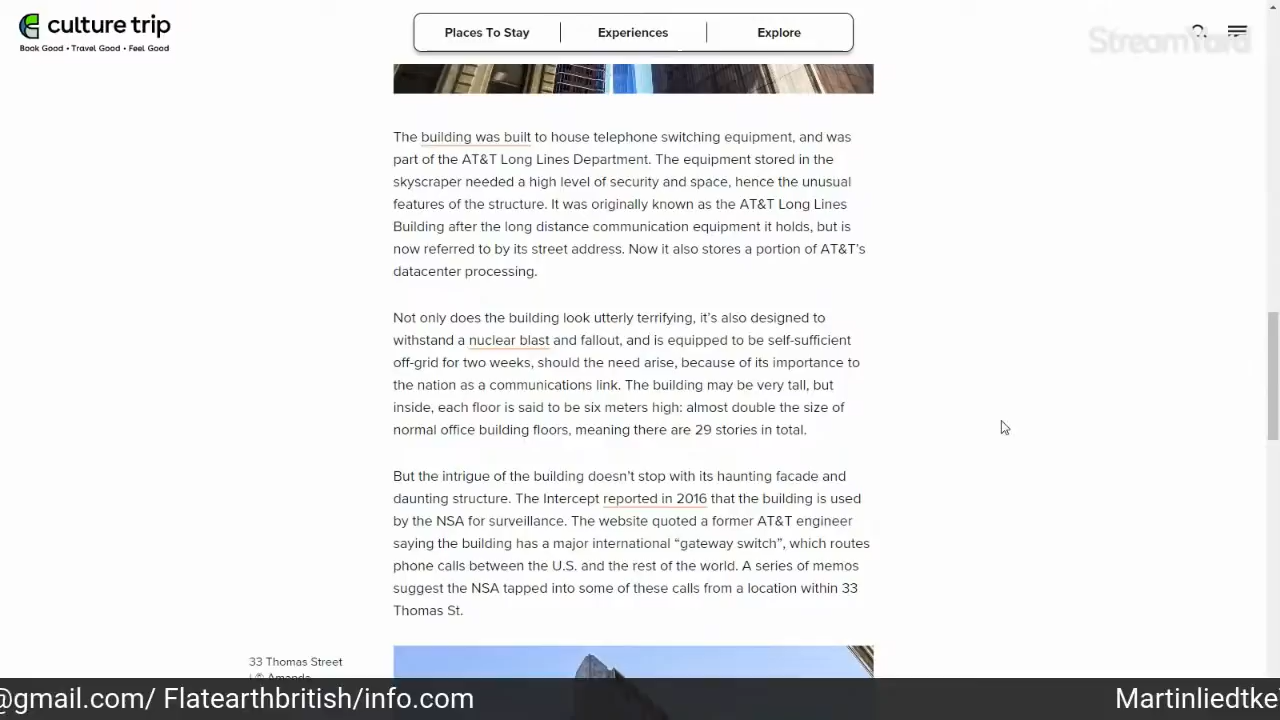 culture trip
Book Good • Travel Good • Feel Good
Places To Stay
Experiences
Explore
StreamYard
The building was built to house telephone switching equipment, and was
part of the AT&T Long Lines Department. The equipment stored in the
skyscraper needed a high level of security and space, hence the unusual
features of the structure. It was originally known as the AT&T Long Lines
Building after the long distance communication equipment it holds, but is
now referred to by its street address. Now it also stores a portion of AT&T’s
datacenter processing.
Not only does the building look utterly terrifying, it’s also designed to
withstand a nuclear blast and fallout, and is equipped to be self-sufficient
off-grid for two weeks, should the need arise, because of its importance to
the nation as a communications link. The building may be very tall, but
inside, each floor is said to be six meters high: almost double the size of
normal office building floors, meaning there are 29 stories in total.
But the intrigue of the building doesn’t stop with its haunting facade and
daunting structure. The Intercept reported in 2016 that the building is used
by the NSA for surveillance. The website quoted a former AT&T engineer
saying the building has a major international “gateway switch”, which routes
phone calls between the U.S. and the rest of the world. A series of memos
suggest the NSA tapped into some of these calls from a location within 33
Thomas St.
33 Thomas Street
@gmail.com/ Flatearthbritish/info.com
Martinliedtke